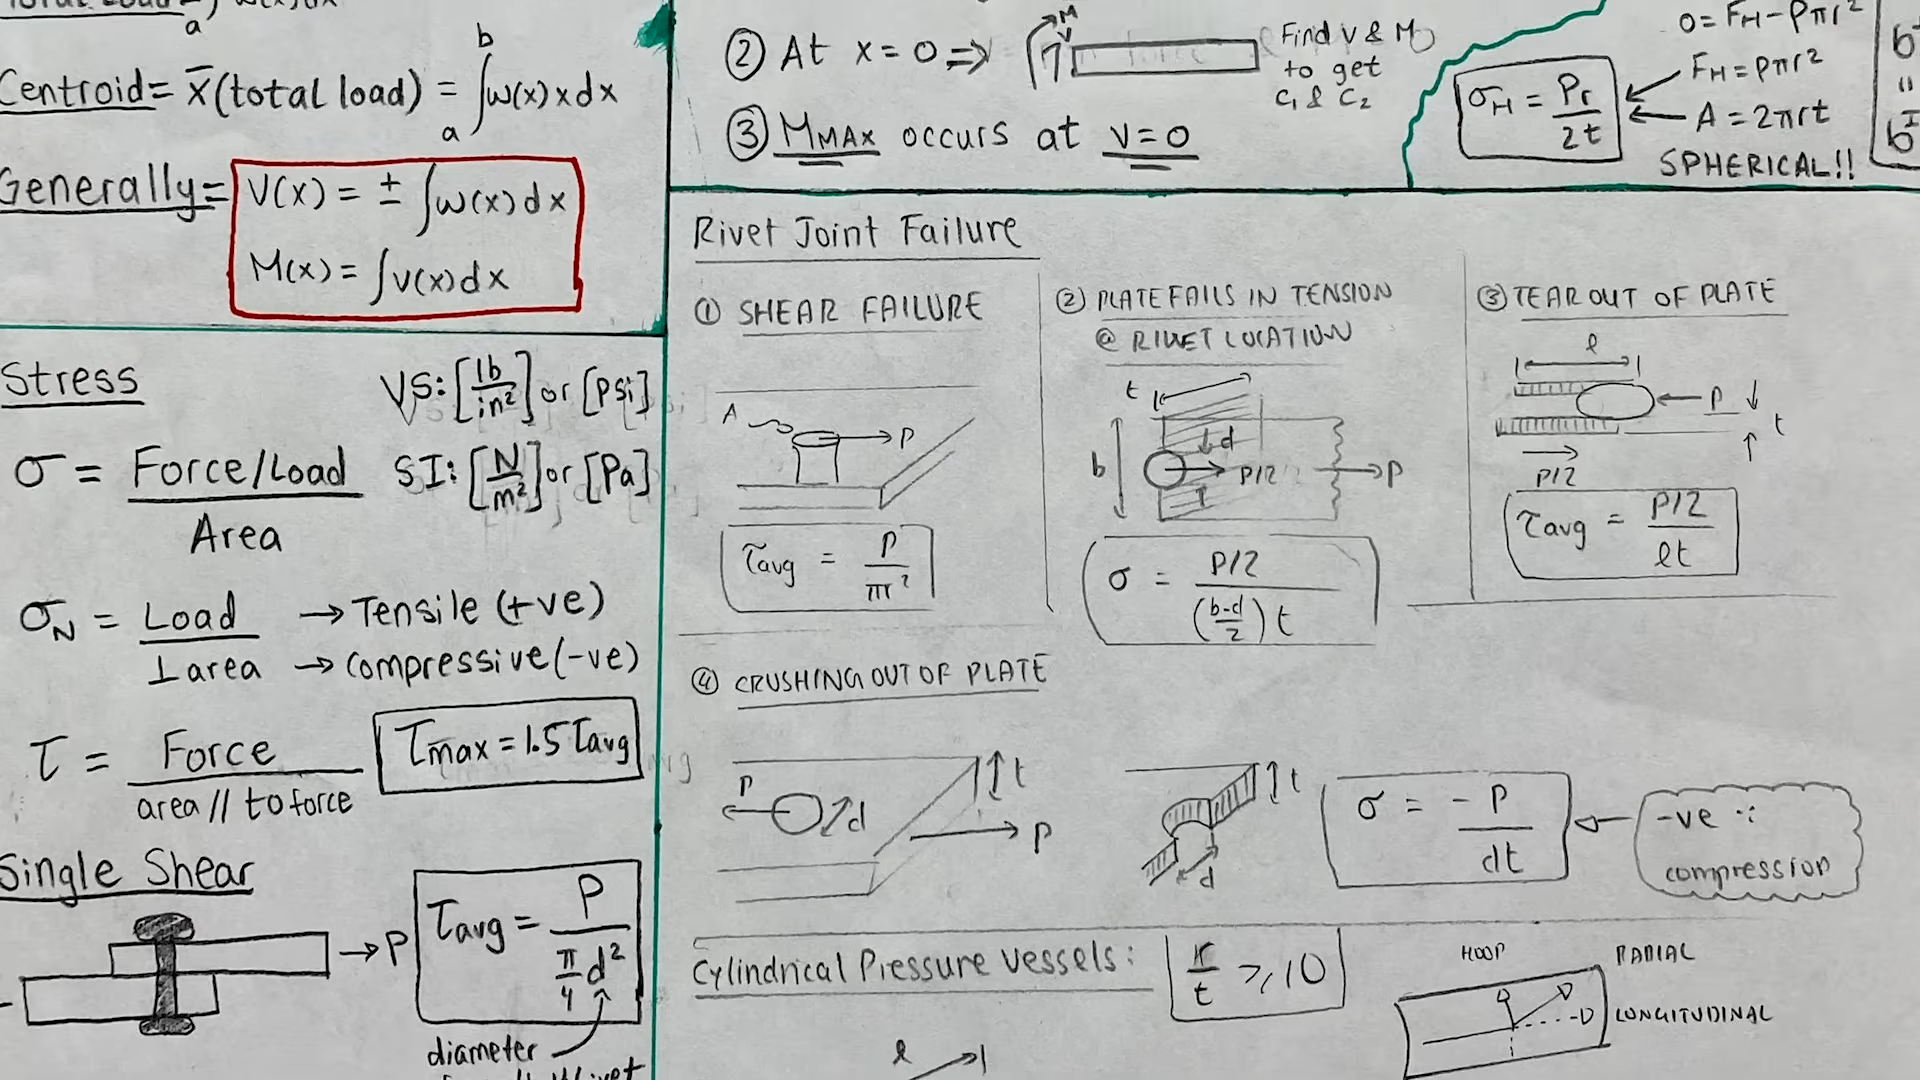 a
b
Centroid = x̄(total load) = ∫w(x)xdx
a
Generally =
V(x) = ± ∫w(x)dx
M(x) = ∫v(x)dx
② At x = 0 ⇒
M
V
Find V & M
to get
C₁ & C₂
③ MMAX occurs at V=0
0 = FH - Pπr²
FH = Pπr²
σH = Pr/2t
A = 2πrt
SPHERICAL!!
Stress
VS: [lb/in²] or [Psi]
σ = Force/Load
Area
SI: [N/m²] or [Pa]
σN = Load → Tensile (+ve)
⊥ area → compressive (-ve)
τ = Force
area // to force
τmax = 1.5 τavg
Single Shear
P
τavg = P
π/4 d²
diameter
Rivet Joint Failure
① SHEAR FAILURE
A
P
τavg = P/πr²
② PLATE FAILS IN TENSION
@ RIVET LOCATION
t
b
d
P/2
P
σ = P/2
(b-d/2) t
③ TEAR OUT OF PLATE
ℓ
P
t
P/2
τavg = P/2
ℓt
④ CRUSHING OUT OF PLATE
P
d
t
P
t
d
σ = -P/dt
-ve ∵
compression
Cylindrical Pressure Vessels:
r/t ⩾ 10
HOOP
RADIAL
LONGITUDINAL
ℓ